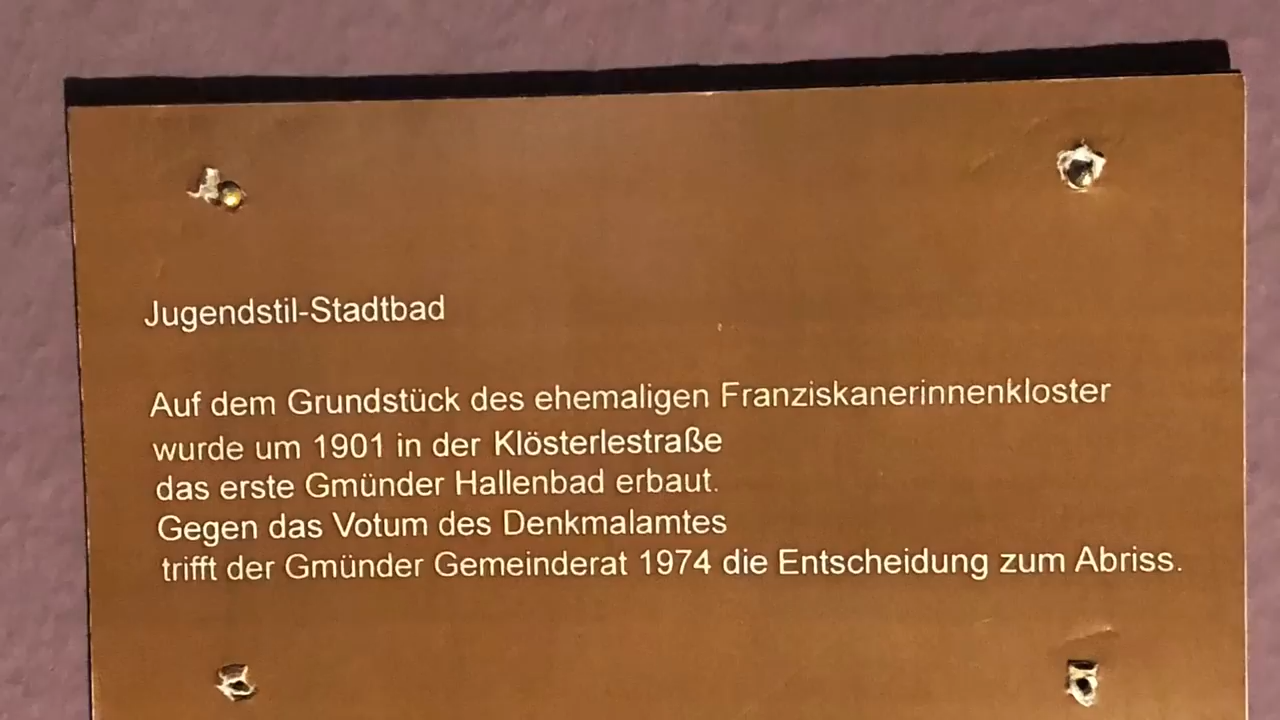 Jugendstil-Stadtbad
Auf dem Grundstück des ehemaligen Franziskanerinnenkloster
wurde um 1901 in der Klösterlestraße
das erste Gmünder Hallenbad erbaut.
Gegen das Votum des Denkmalamtes
trifft der Gmünder Gemeinderat 1974 die Entscheidung zum Abriss.